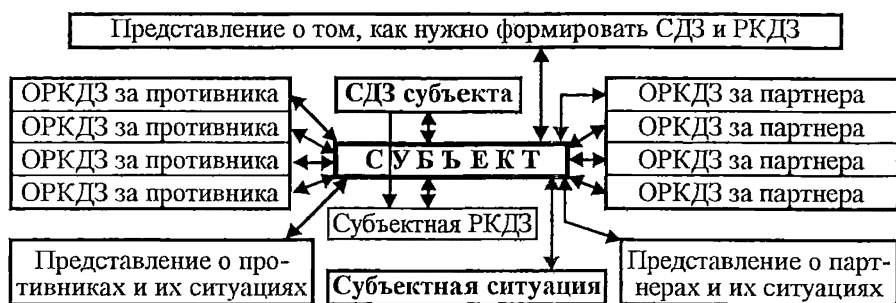 Представление о том, как нужно формировать СДЗ и РКДЗ
ОРКДЗ за противника
ОРКДЗ за противника
ОРКДЗ за противника
ОРКДЗ за противника
СДЗ субъекта
СУБЪЕКТ
Субъектная РКДЗ
ОРКДЗ за партнера
ОРКДЗ за партнера
ОРКДЗ за партнера
ОРКДЗ за партнера
Представление о про-
тивниках и их ситуациях
Субъектная ситуация
Представление о парт-
нерах и их ситуациях